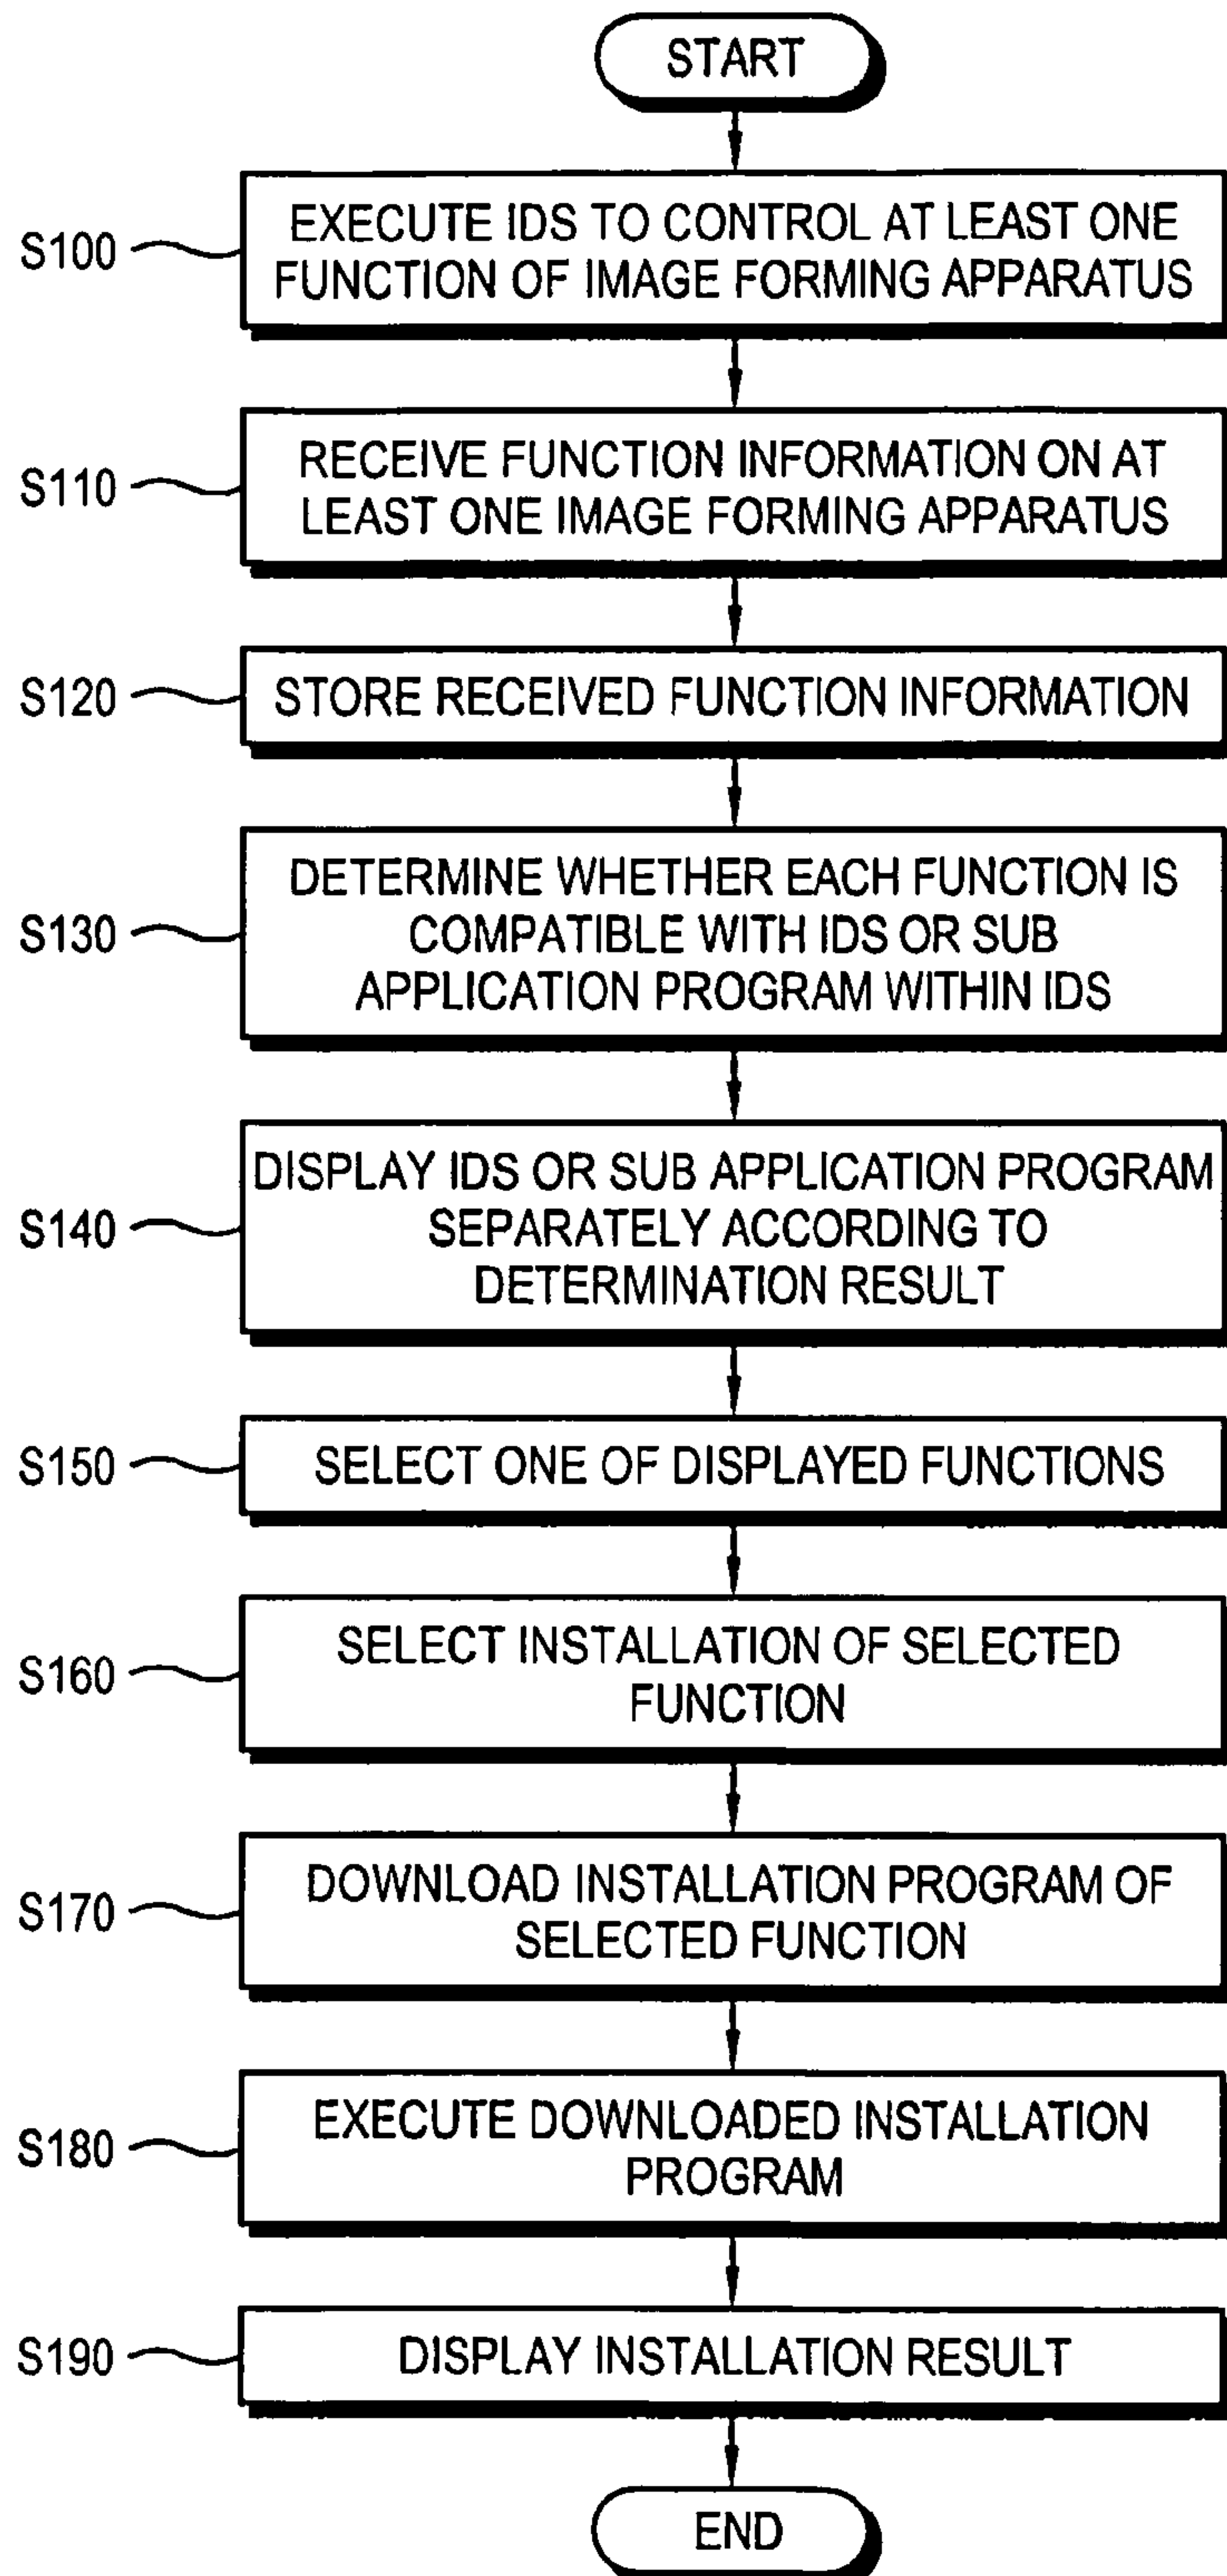 START
S100
EXECUTE IDS TO CONTROL AT LEAST ONE
FUNCTION OF IMAGE FORMING APPARATUS
S110
RECEIVE FUNCTION INFORMATION ON AT
LEAST ONE IMAGE FORMING APPARATUS
S120
STORE RECEIVED FUNCTION INFORMATION
S130
DETERMINE WHETHER EACH FUNCTION IS
COMPATIBLE WITH IDS OR SUB
APPLICATION PROGRAM WITHIN IDS
S140
DISPLAY IDS OR SUB APPLICATION PROGRAM
SEPARATELY ACCORDING TO
DETERMINATION RESULT
S150
SELECT ONE OF DISPLAYED FUNCTIONS
S160
SELECT INSTALLATION OF SELECTED
FUNCTION
S170
DOWNLOAD INSTALLATION PROGRAM OF
SELECTED FUNCTION
S180
EXECUTE DOWNLOADED INSTALLATION
PROGRAM
S190
DISPLAY INSTALLATION RESULT
END